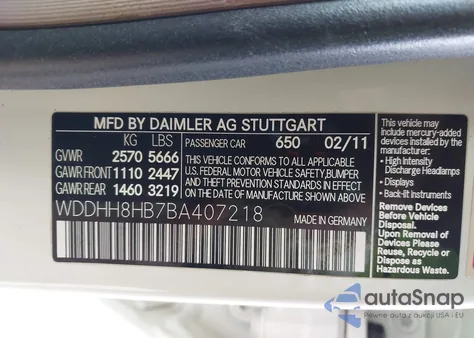 MFD BY DAIMLER AG STUTTGART
KG LBS PASSENGER CAR 650 02/11
GVWR 2570 5666
GAWR FRONT 1110 2447
GAWR REAR 1460 3219
THIS VEHICLE CONFORMS TO ALL APPLICABLE
U.S. FEDERAL MOTOR VEHICLE SAFETY,BUMPER
AND THEFT PREVENTION STANDARDS IN EFFECT
ON THE DATE OF MANUFACTURE SHOWN ABOVE
WDDHH8HB7BA407218
This vehicle may
include mercury-added
devices installed by the
manufacturer:
• High Intensity
Discharge Headlamps
• Displays
• Back-lit Instruments
Remove Devices
Before Vehicle
Disposal.
Upon Removal of
Devices Please
Reuse, Recycle or
Dispose as
Hazardous Waste.
autoSnap
Auta z aukcji z USA i EU